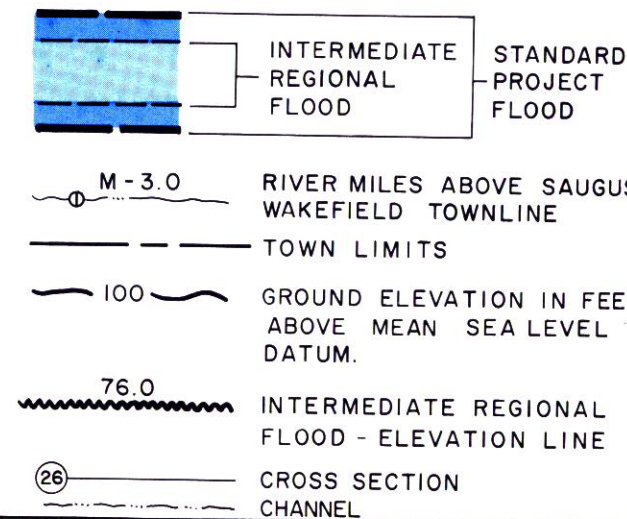 INTERMEDIATE
REGIONAL
FLOOD
STANDARD
PROJECT
FLOOD
M-3.0
RIVER MILES ABOVE SAUGUS
WAKEFIELD TOWNLINE
TOWN LIMITS
100
GROUND ELEVATION IN FEE
ABOVE MEAN SEA LEVEL
DATUM.
76.0
INTERMEDIATE REGIONAL
FLOOD - ELEVATION LINE
26
CROSS SECTION
CHANNEL